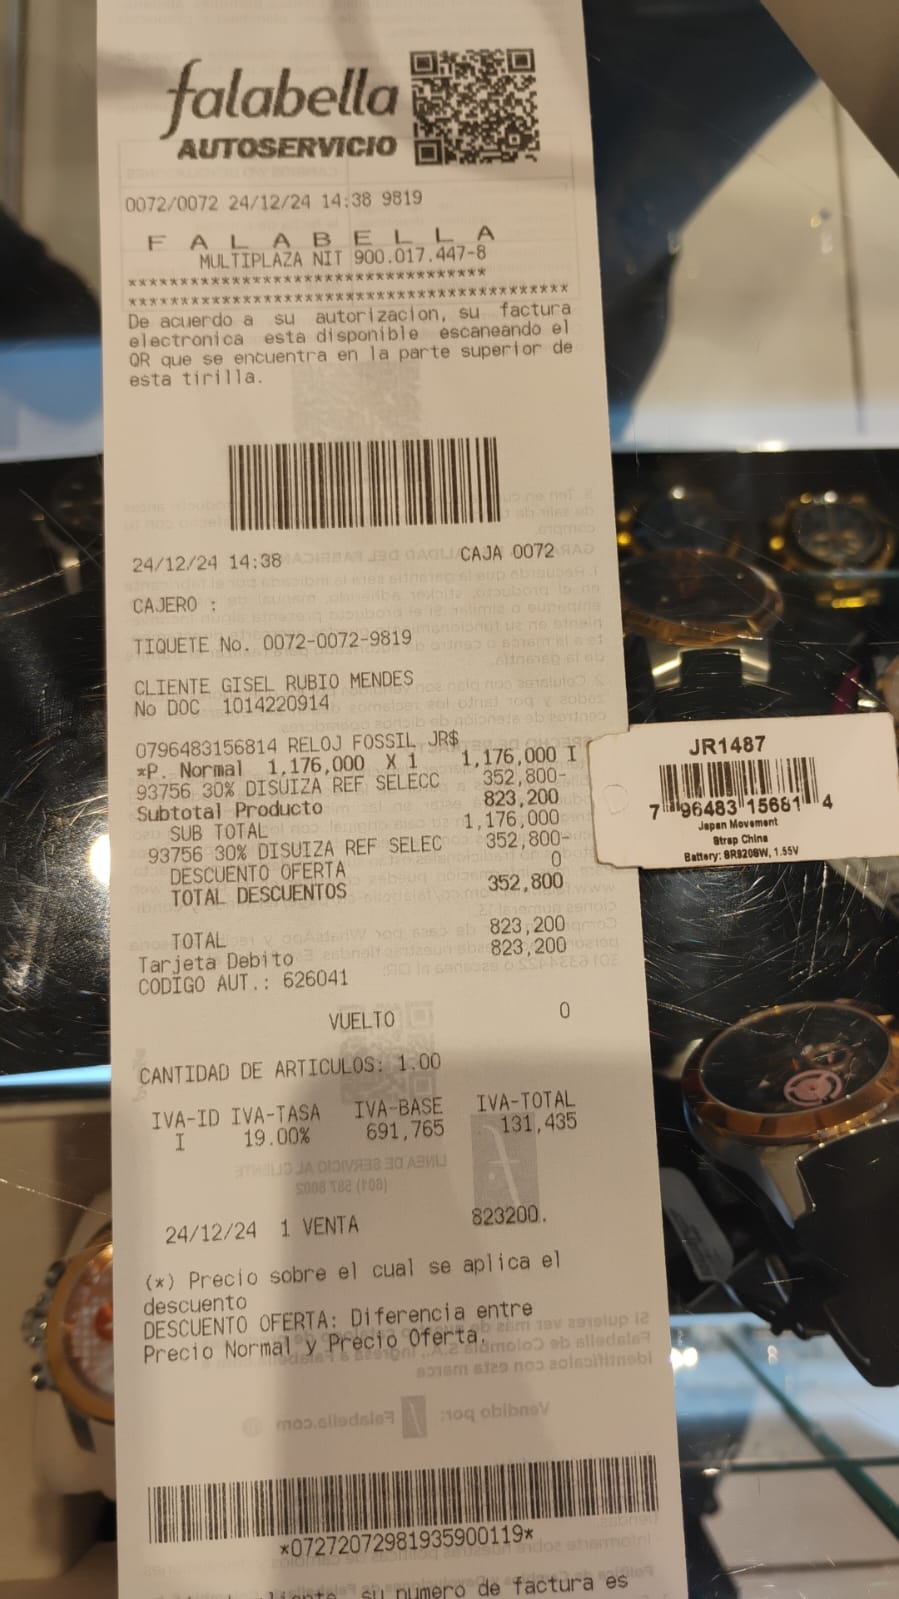 falabella
AUTOSERVICIO
0072/0072 24/12/24 14:38 9819
F A L A B E L L A
MULTIPLAZA NIT 900.017.447-8
***********************************
*******************************************
De acuerdo a su autorizacion, su factura
electronica esta disponible escaneando el
QR que se encuentra en la parte superior de
esta tirilla.
24/12/24 14:38 CAJA 0072
CAJERO :
TIQUETE No. 0072-0072-9819
CLIENTE GISEL RUBIO MENDES
No DOC 1014220914
0796483156814 RELOJ FOSSIL JR$
*P. Normal 1,176,000 X 1 1,176,000 I
93756 30% DISUIZA REF SELECC 352,800-
Subtotal Producto 823,200
SUB TOTAL 1,176,000
93756 30% DISUIZA REF SELEC 352,800-
DESCUENTO OFERTA 0
TOTAL DESCUENTOS 352,800
TOTAL 823,200
Tarjeta Debito 823,200
CODIGO AUT.: 626041
VUELTO 0
CANTIDAD DE ARTICULOS: 1.00
IVA-ID IVA-TASA IVA-BASE IVA-TOTAL
I 19.00% 691,765 131,435
24/12/24 1 VENTA 823200.
(*) Precio sobre el cual se aplica el
descuento
DESCUENTO OFERTA: Diferencia entre
Precio Normal y Precio Oferta.
*07272072981935900119*
su numero de factura es
JR1487
7 96483 15681 4
Japan Movement
Strap China
Battery: SR920SW, 1.55V